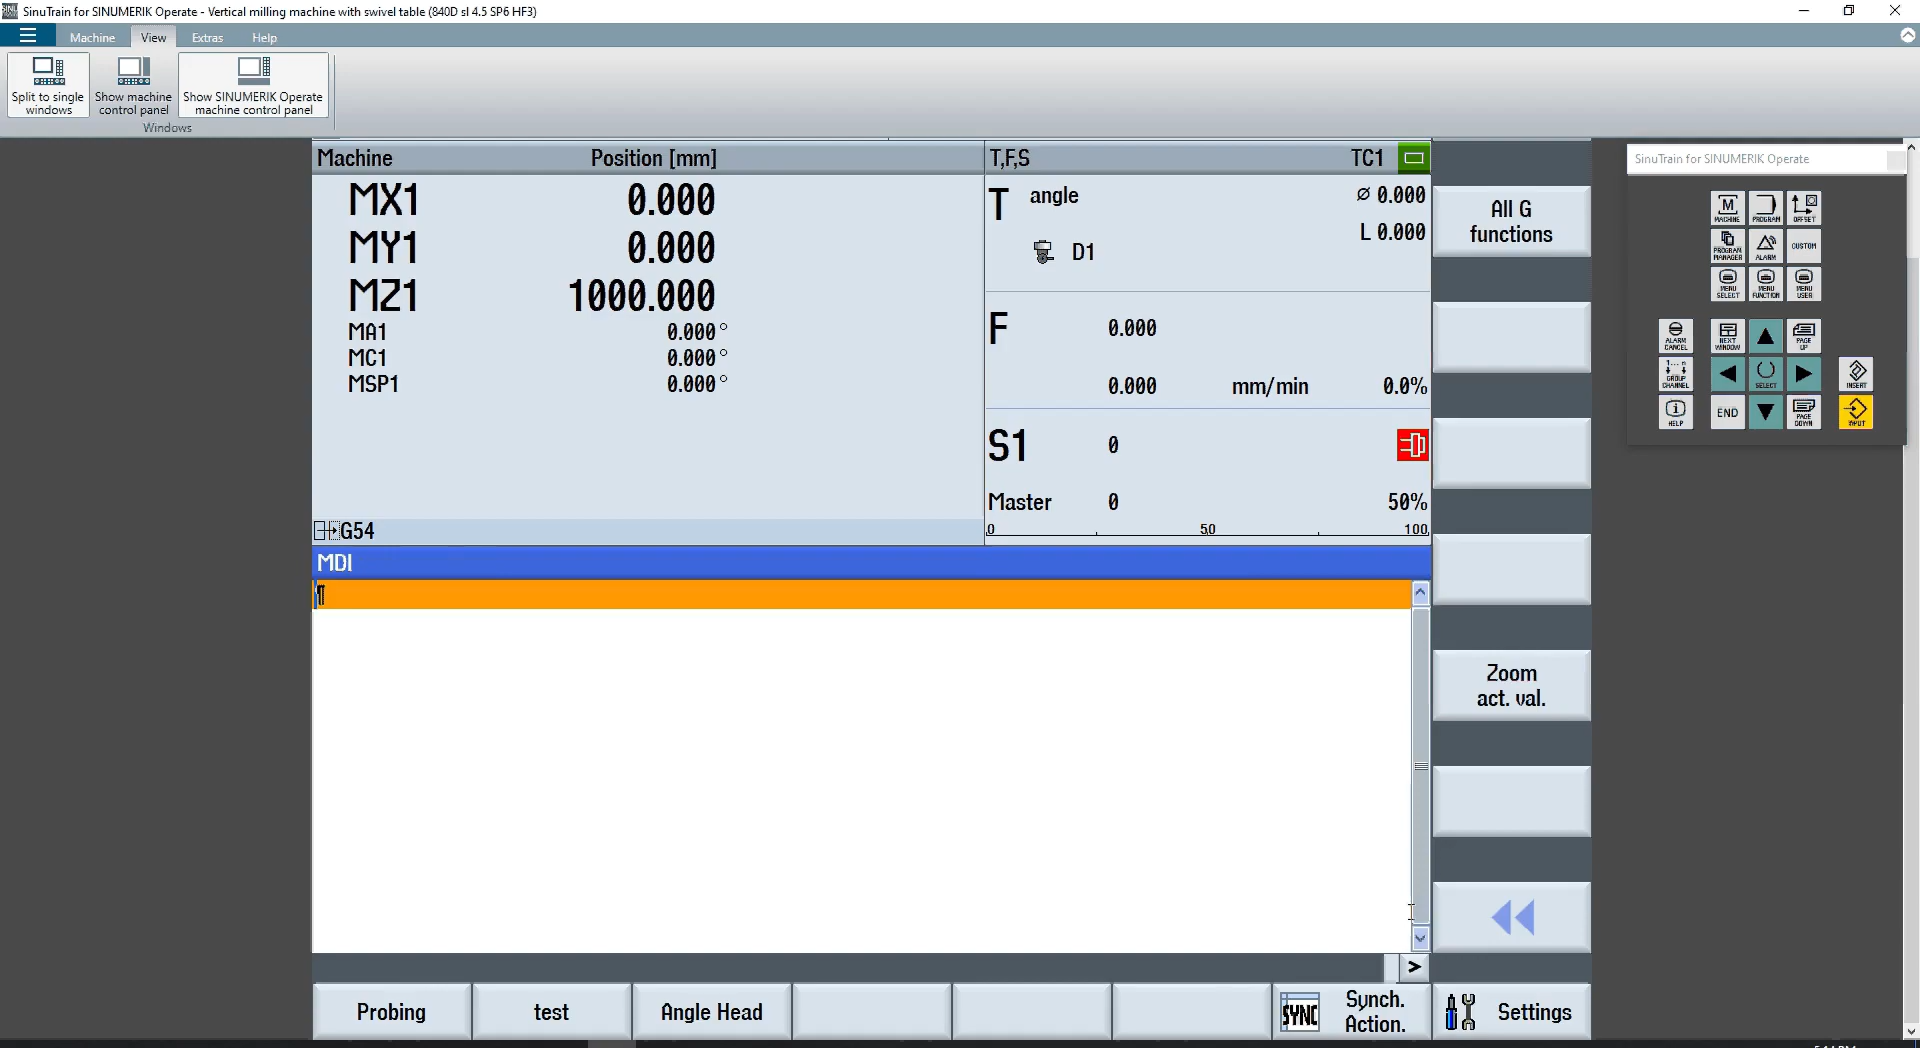 SinuTrain for SINUMERIK Operate - Vertical milling machine with swivel table (840D sl 4.5 SP6 HF3)
Machine View Extras Help
Split to single windows
Show machine control panel
Show SINUMERIK Operate machine control panel
Windows
Machine Position [mm]
MX1 0.000
MY1 0.000
MZ1 1000.000
MA1 0.000°
MC1 0.000°
MSP1 0.000°
G54
T,F,S TC1
T angle ⌀ 0.000
L 0.000
D1
F 0.000
0.000 mm/min 0.0%
S1 0
Master 0 50%
0 50 100
MDI
¶
All G functions
Zoom act. val.
SinuTrain for SINUMERIK Operate
M MACHINE PROGRAM OFFSET
PROGRAM MANAGER ALARM CUSTOM
MENU SELECT MENU FUNCTION MENU USER
ALARM CANCEL NEXT WINDOW PAGE UP
1... n GROUP CHANNEL SELECT INSERT
HELP END PAGE DOWN INPUT
>
Probing test Angle Head SYNC Synch. Action. Settings